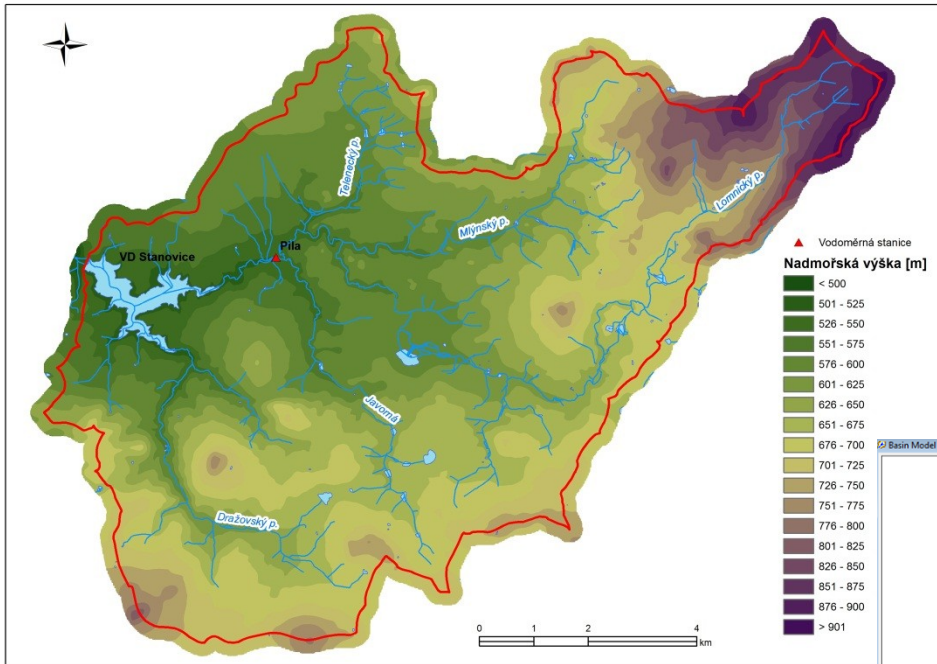 Telenecký p.
Mlýnský p.
Lomnický p.
Pila
VD Stanovice
Javorná
Dražovský p.
Vodoměrná stanice
Nadmořská výška [m]
< 500
501 - 525
526 - 550
551 - 575
576 - 600
601 - 625
626 - 650
651 - 675
676 - 700
701 - 725
726 - 750
751 - 775
776 - 800
801 - 825
826 - 850
851 - 875
876 - 900
> 901
Basin Model
0 1 2 4
km